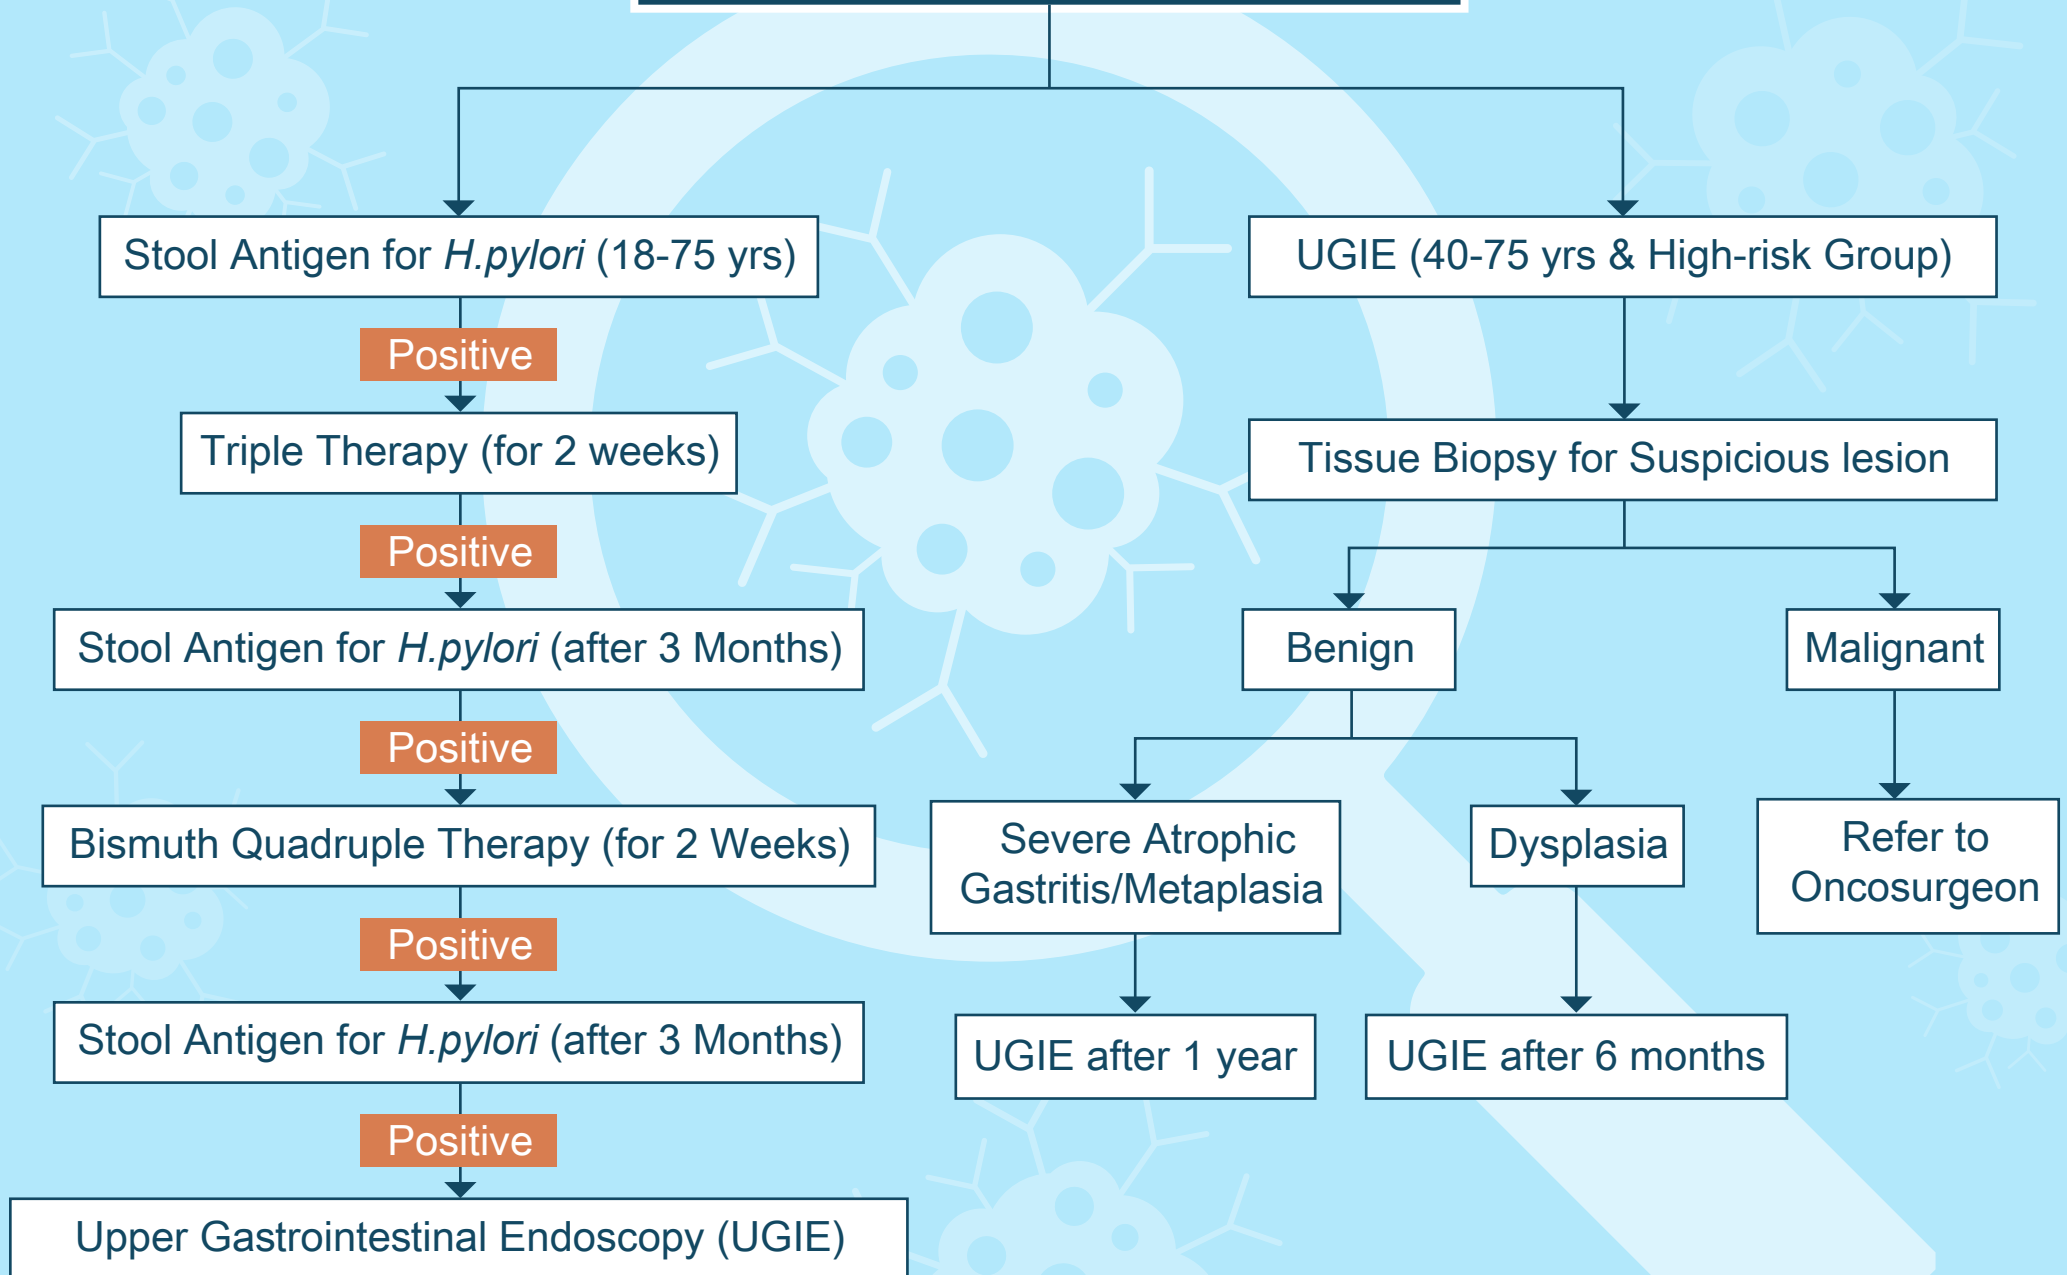 Stool Antigen for H.pylori (18-75 yrs)
Positive
Triple Therapy (for 2 weeks)
Positive
Stool Antigen for H.pylori (after 3 Months)
Positive
Bismuth Quadruple Therapy (for 2 Weeks)
Positive
Stool Antigen for H.pylori (after 3 Months)
Positive
Upper Gastrointestinal Endoscopy (UGIE)
UGIE (40-75 yrs & High-risk Group)
Tissue Biopsy for Suspicious lesion
Benign
Malignant
Severe Atrophic
Gastritis/Metaplasia
Dysplasia
Refer to
Oncosurgeon
UGIE after 1 year
UGIE after 6 months